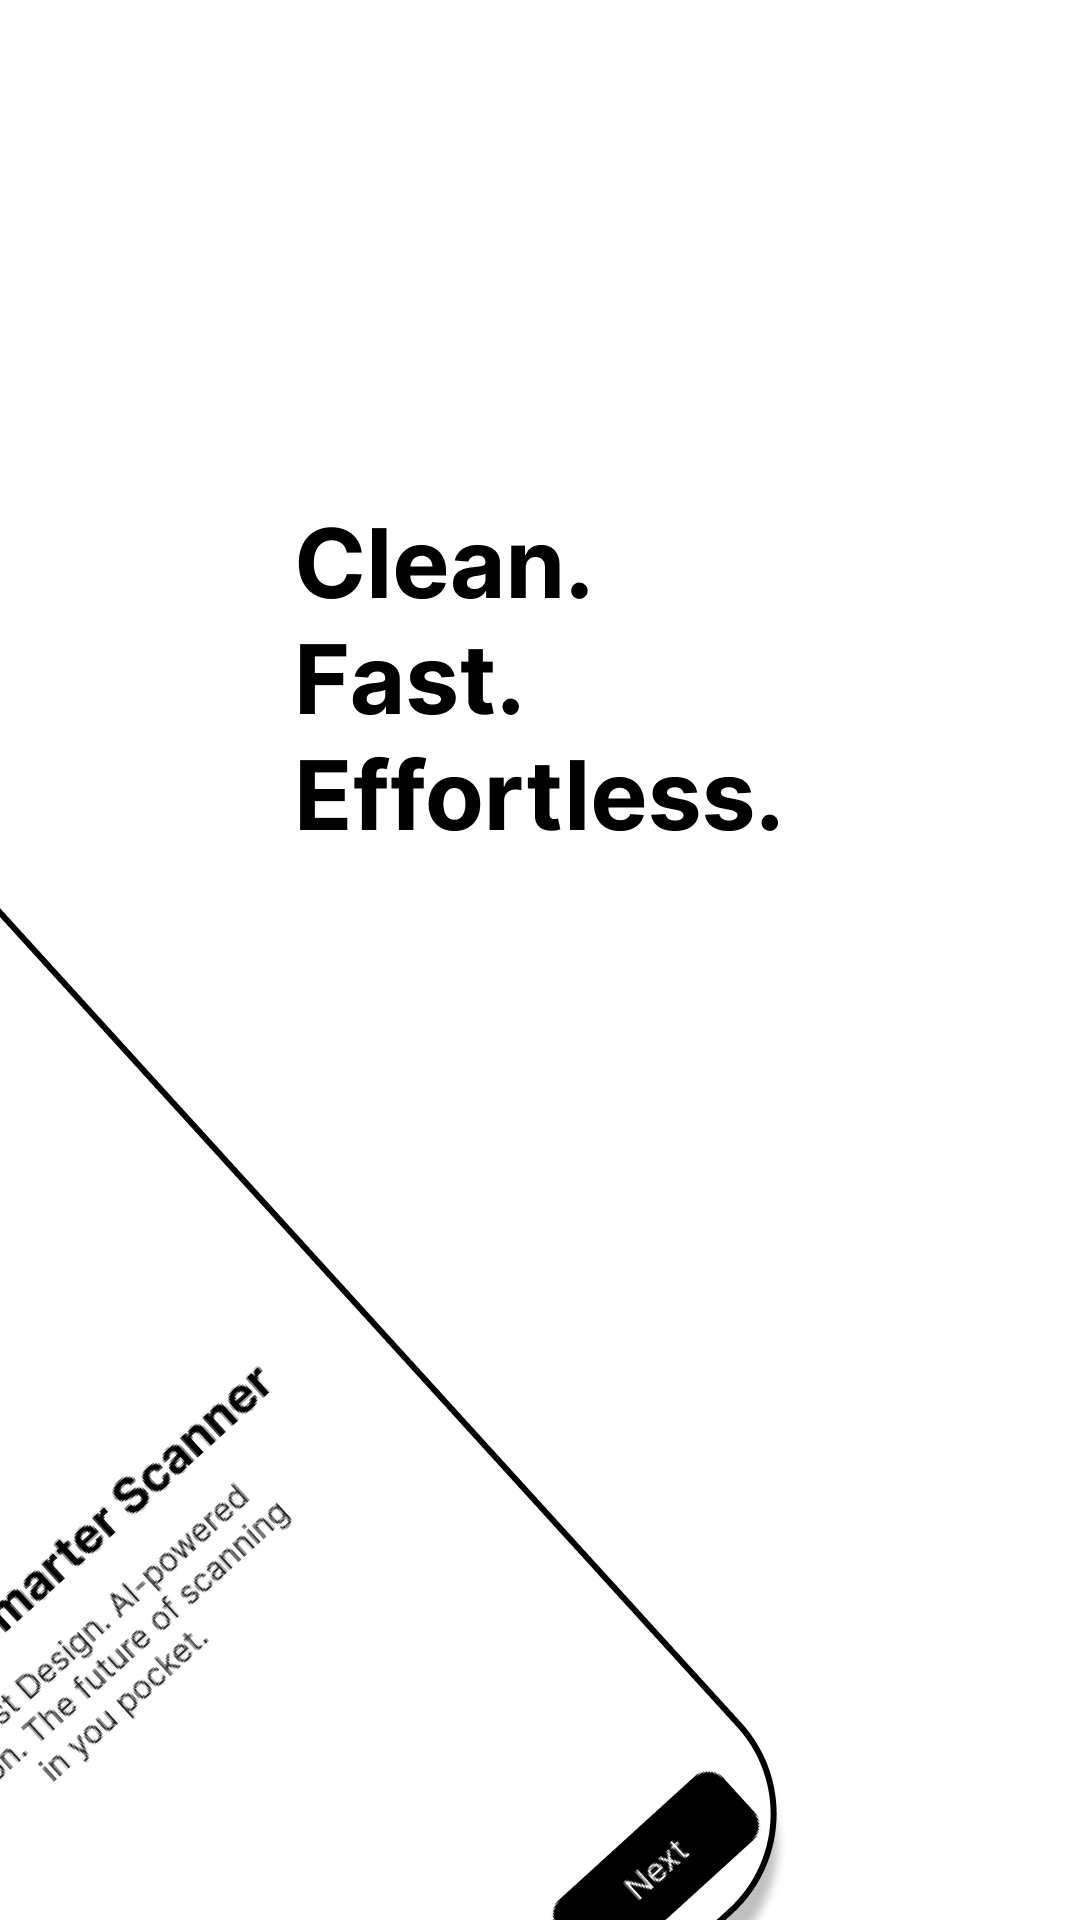 Clean.
Fast.
Effortless.
marter Scanner
st Design. AI-powered
on. The future of scanning
in you pocket.
Next